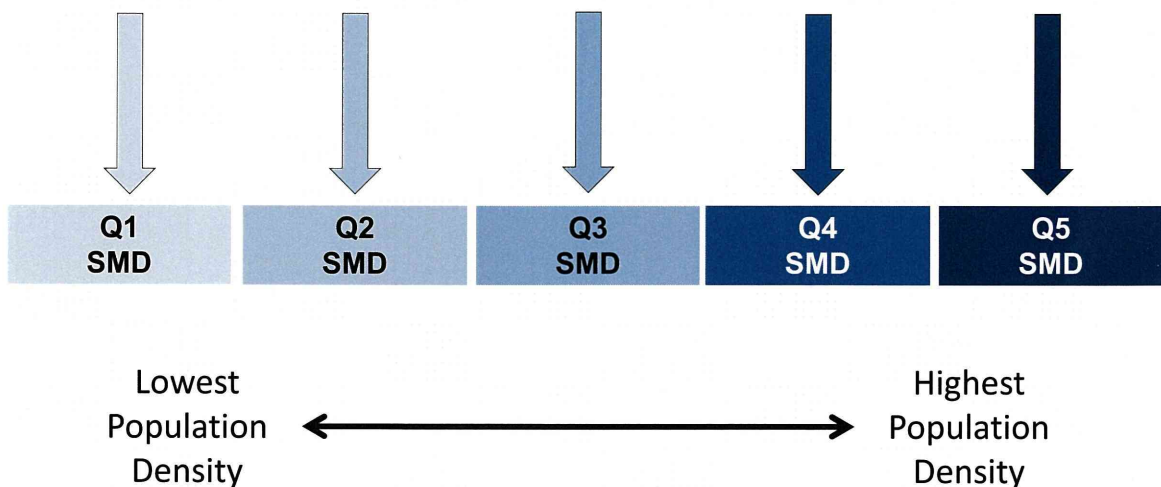 Q1
SMD
Q2
SMD
Q3
SMD
Q4
SMD
Q5
SMD
Lowest
Population
Density
Highest
Population
Density